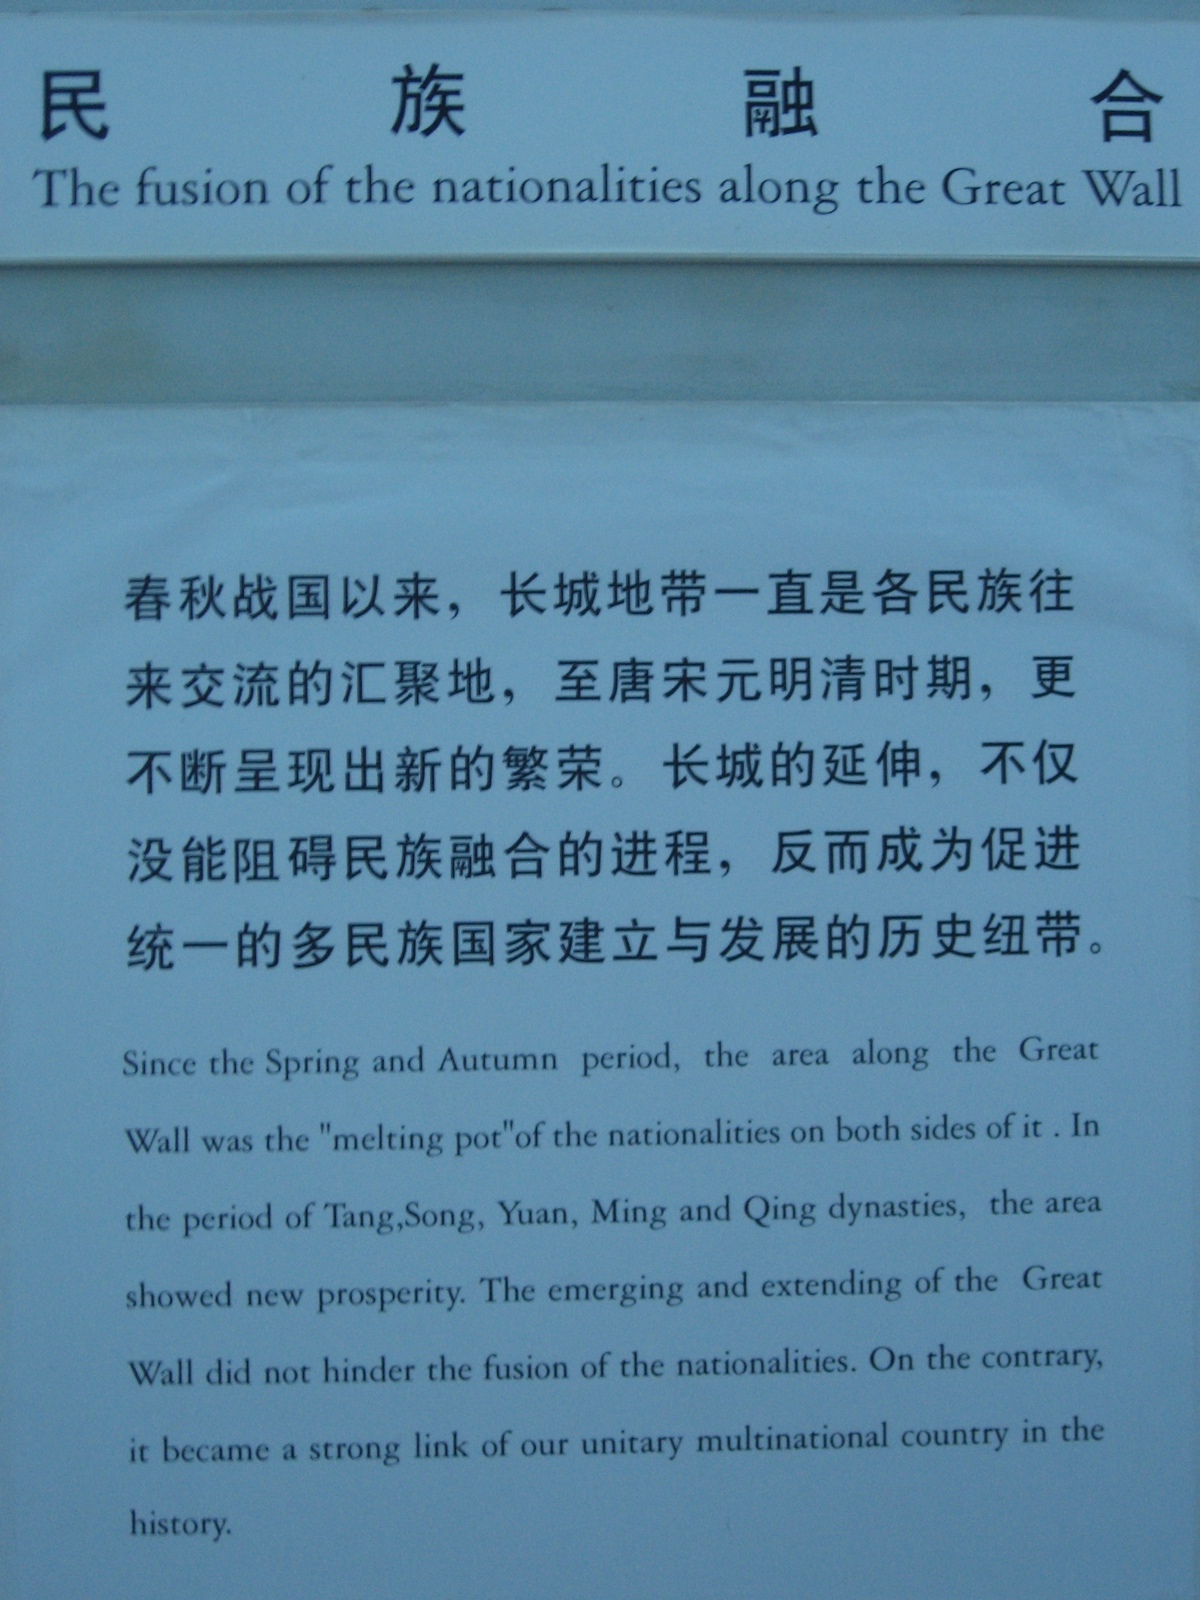 民族融合
The fusion of the nationalities along the Great Wall
春秋战国以来，长城地带一直是各民族往
来交流的汇聚地，至唐宋元明清时期，更
不断呈现出新的繁荣。长城的延伸，不仅
没能阻碍民族融合的进程，反而成为促进
统一的多民族国家建立与发展的历史纽带。
Since the Spring and Autumn period, the area along the Great
Wall was the "melting pot"of the nationalities on both sides of it . In
the period of Tang,Song, Yuan, Ming and Qing dynasties, the area
showed new prosperity. The emerging and extending of the Great
Wall did not hinder the fusion of the nationalities. On the contrary,
it became a strong link of our unitary multinational country in the
history.